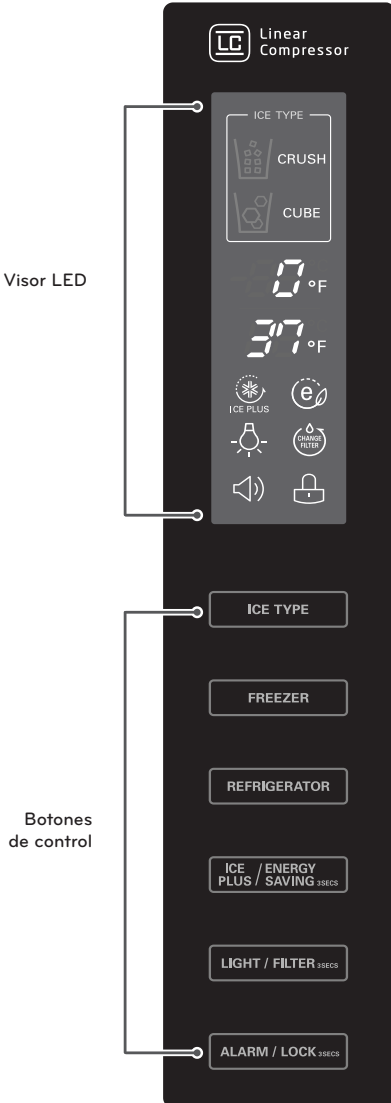 LC
Linear
Compressor
ICE TYPE
CRUSH
CUBE
Visor LED
0 °F
37 °F
ICE PLUS
e
CHANGE
FILTER
ICE TYPE
FREEZER
REFRIGERATOR
Botones
de control
ICE / ENERGY
PLUS / SAVING 3SECS
LIGHT / FILTER 3SECS
ALARM / LOCK 3SECS